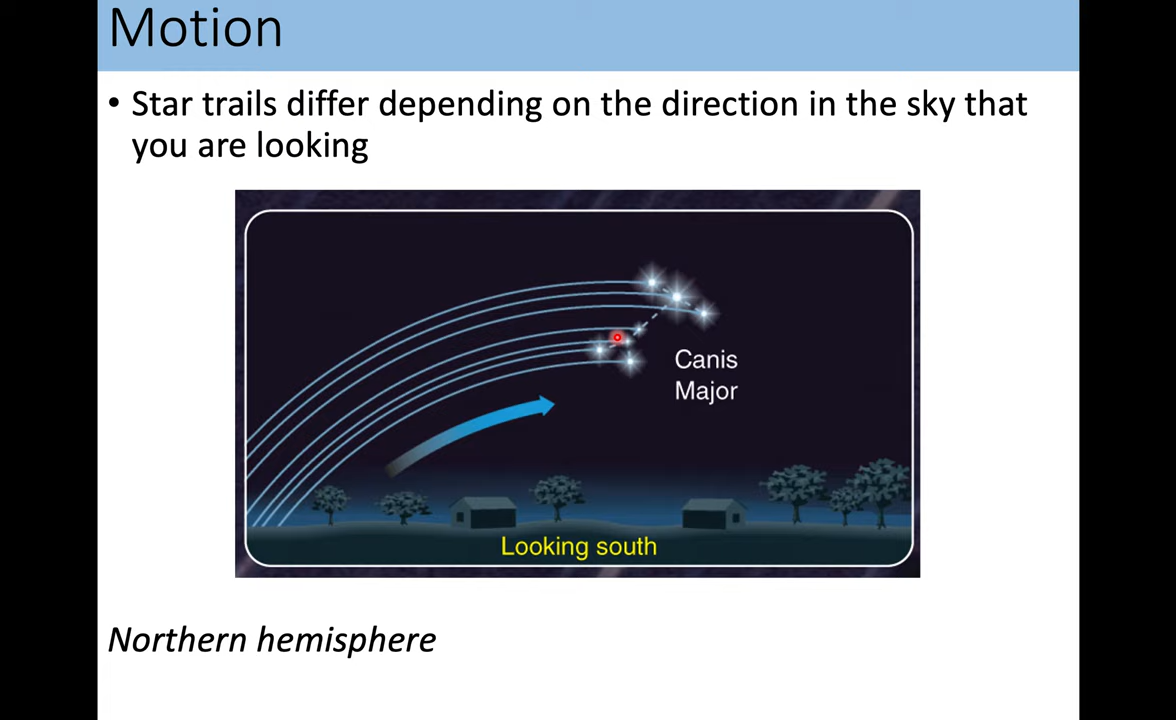 Motion
• Star trails differ depending on the direction in the sky that
you are looking
Canis
Major
Looking south
Northern hemisphere